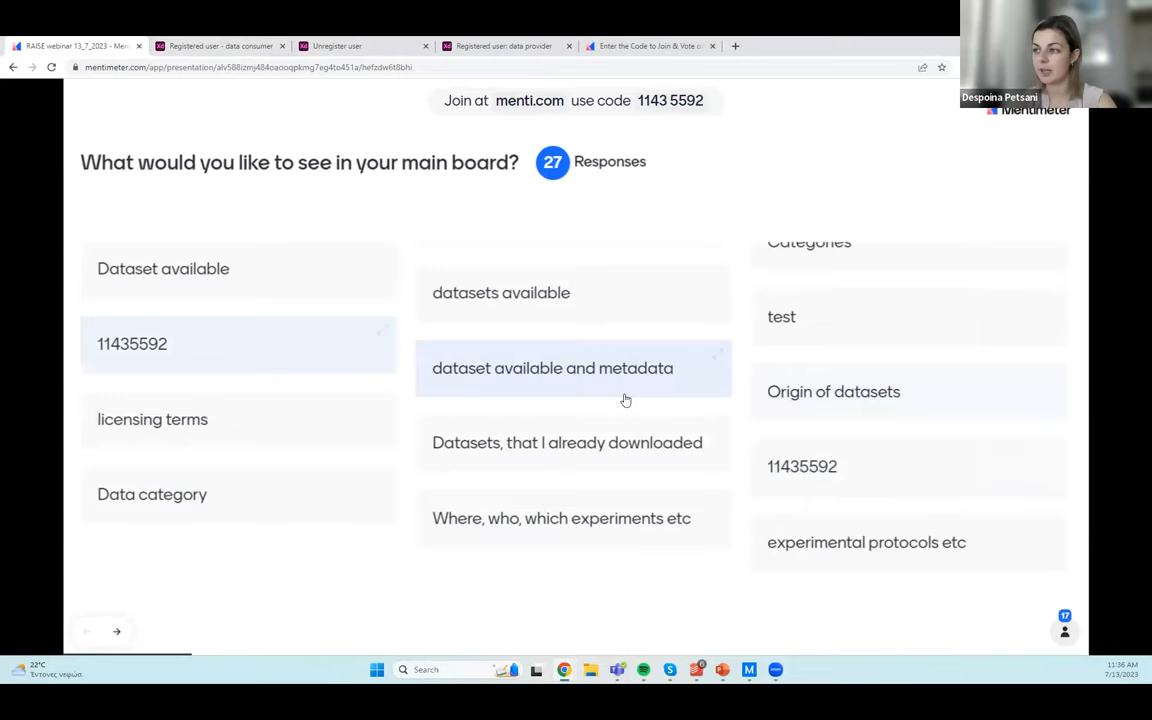 RAISE webinar 13_7_2023 - Men
Registered user - data consumer
Unregister user
Registered user: data provider
Enter the Code to Join & Vote o
mentimeter.com/app/presentation/alv588izmj484oaooqpkmg7eg4to451a/hefzdw6t8bhi
Despoina Petsani
Join at menti.com use code 1143 5592
Mentimeter
What would you like to see in your main board?
27 Responses
Dataset available
11435592
licensing terms
Data category
datasets available
dataset available and metadata
Datasets, that I already downloaded
Where, who, which experiments etc
Categories
test
Origin of datasets
11435592
experimental protocols etc
17
22°C
Έντονες νεφώσ.
Search
6
11:36 AM
7/13/2023